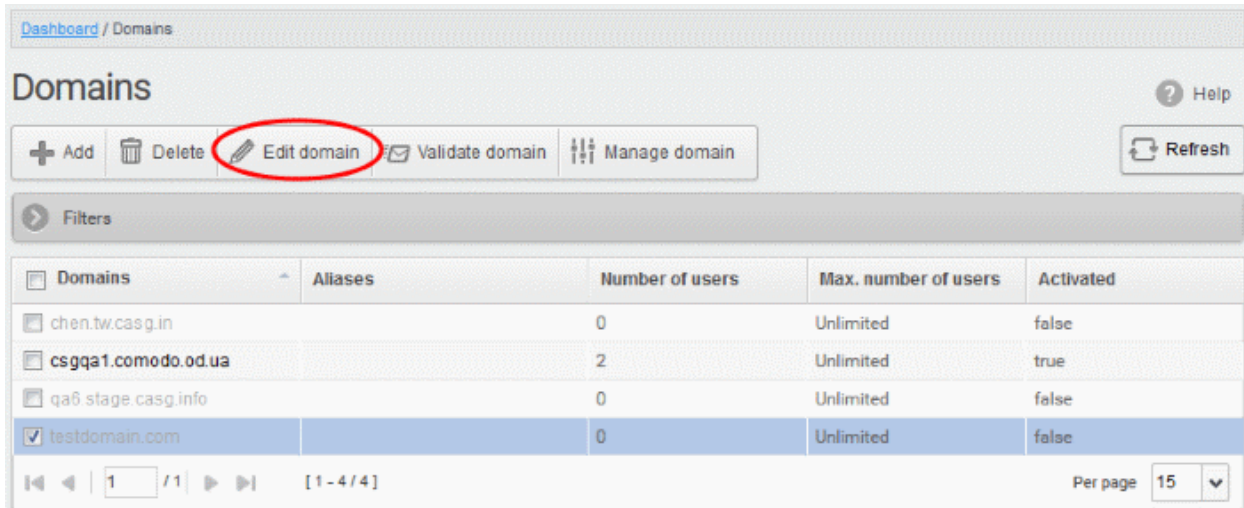 Dashboard / Domains
Domains
Help
Add Delete Edit domain Validate domain Manage domain Refresh
Filters
Domains Aliases Number of users Max. number of users Activated
chen.tw.casg.in 0 Unlimited false
csgqa1.comodo.od.ua 2 Unlimited true
qa6.stage.casg.info 0 Unlimited false
testdomain.com 0 Unlimited false
1 / 1 [ 1 - 4 / 4 ] Per page 15